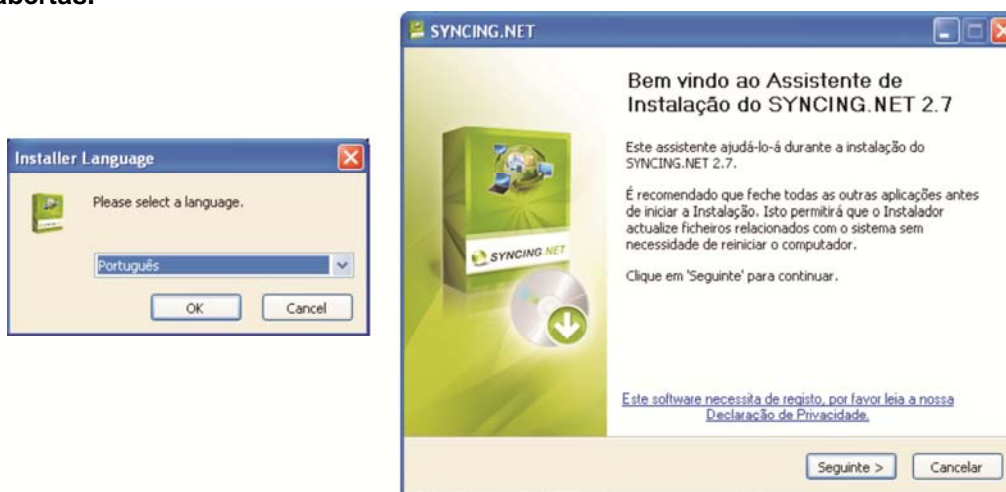 abertas.
Installer Language
Please select a language.
Português
OK
Cancel
SYNCING.NET
Bem vindo ao Assistente de
Instalação do SYNCING.NET 2.7
Este assistente ajudá-lo-á durante a instalação do
SYNCING.NET 2.7.
É recomendado que feche todas as outras aplicações antes
de iniciar a Instalação. Isto permitirá que o Instalador
actualize ficheiros relacionados com o sistema sem
necessidade de reiniciar o computador.
Clique em 'Seguinte' para continuar.
SYNCING.NET
Este software necessita de registo, por favor leia a nossa
Declaração de Privacidade.
Seguinte >
Cancelar